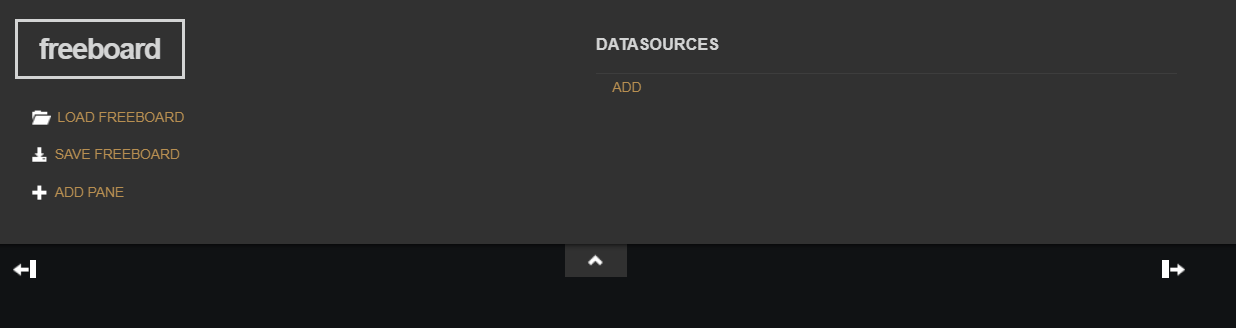 freeboard
LOAD FREEBOARD
SAVE FREEBOARD
ADD PANE
DATASOURCES
ADD